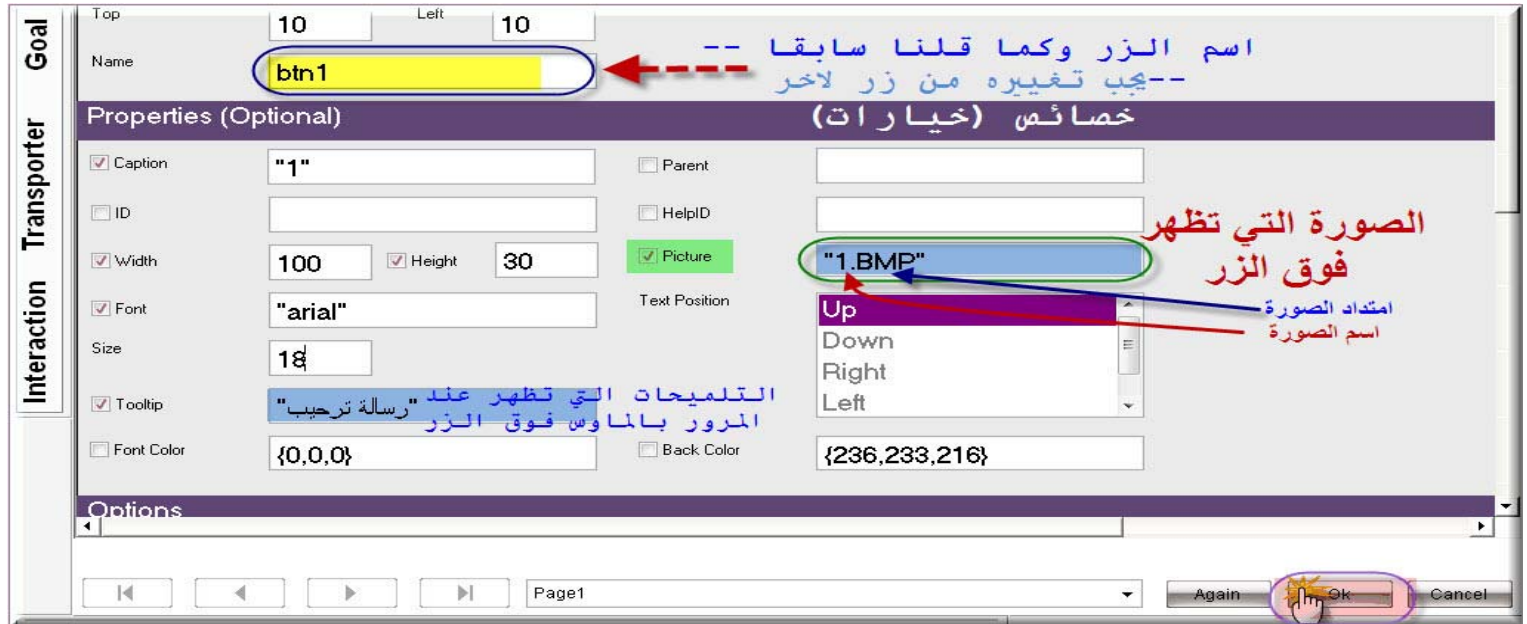 Goal
Transporter
Interaction
Top 10 Left 10
Name btn1
اسم الزر وكما قلنا سابقا --
--يجب تغييره من زر لاخر
Properties (Optional) خصائص (خيارات)
Caption "1" Parent
ID HelpID
Width 100 Height 30 Picture "1.BMP"
الصورة التي تظهر
فوق الزر
امتداد الصورة
اسم الصورة
Font "arial" Text Position Up
Down
Right
Left
Size 18
Tooltip "رسالة ترحيب"
التلميحات التي تظهر عند
المرور بالماوس فوق الزر
Font Color {0,0,0} Back Color {236,233,216}
Options
Page1 Again Ok Cancel